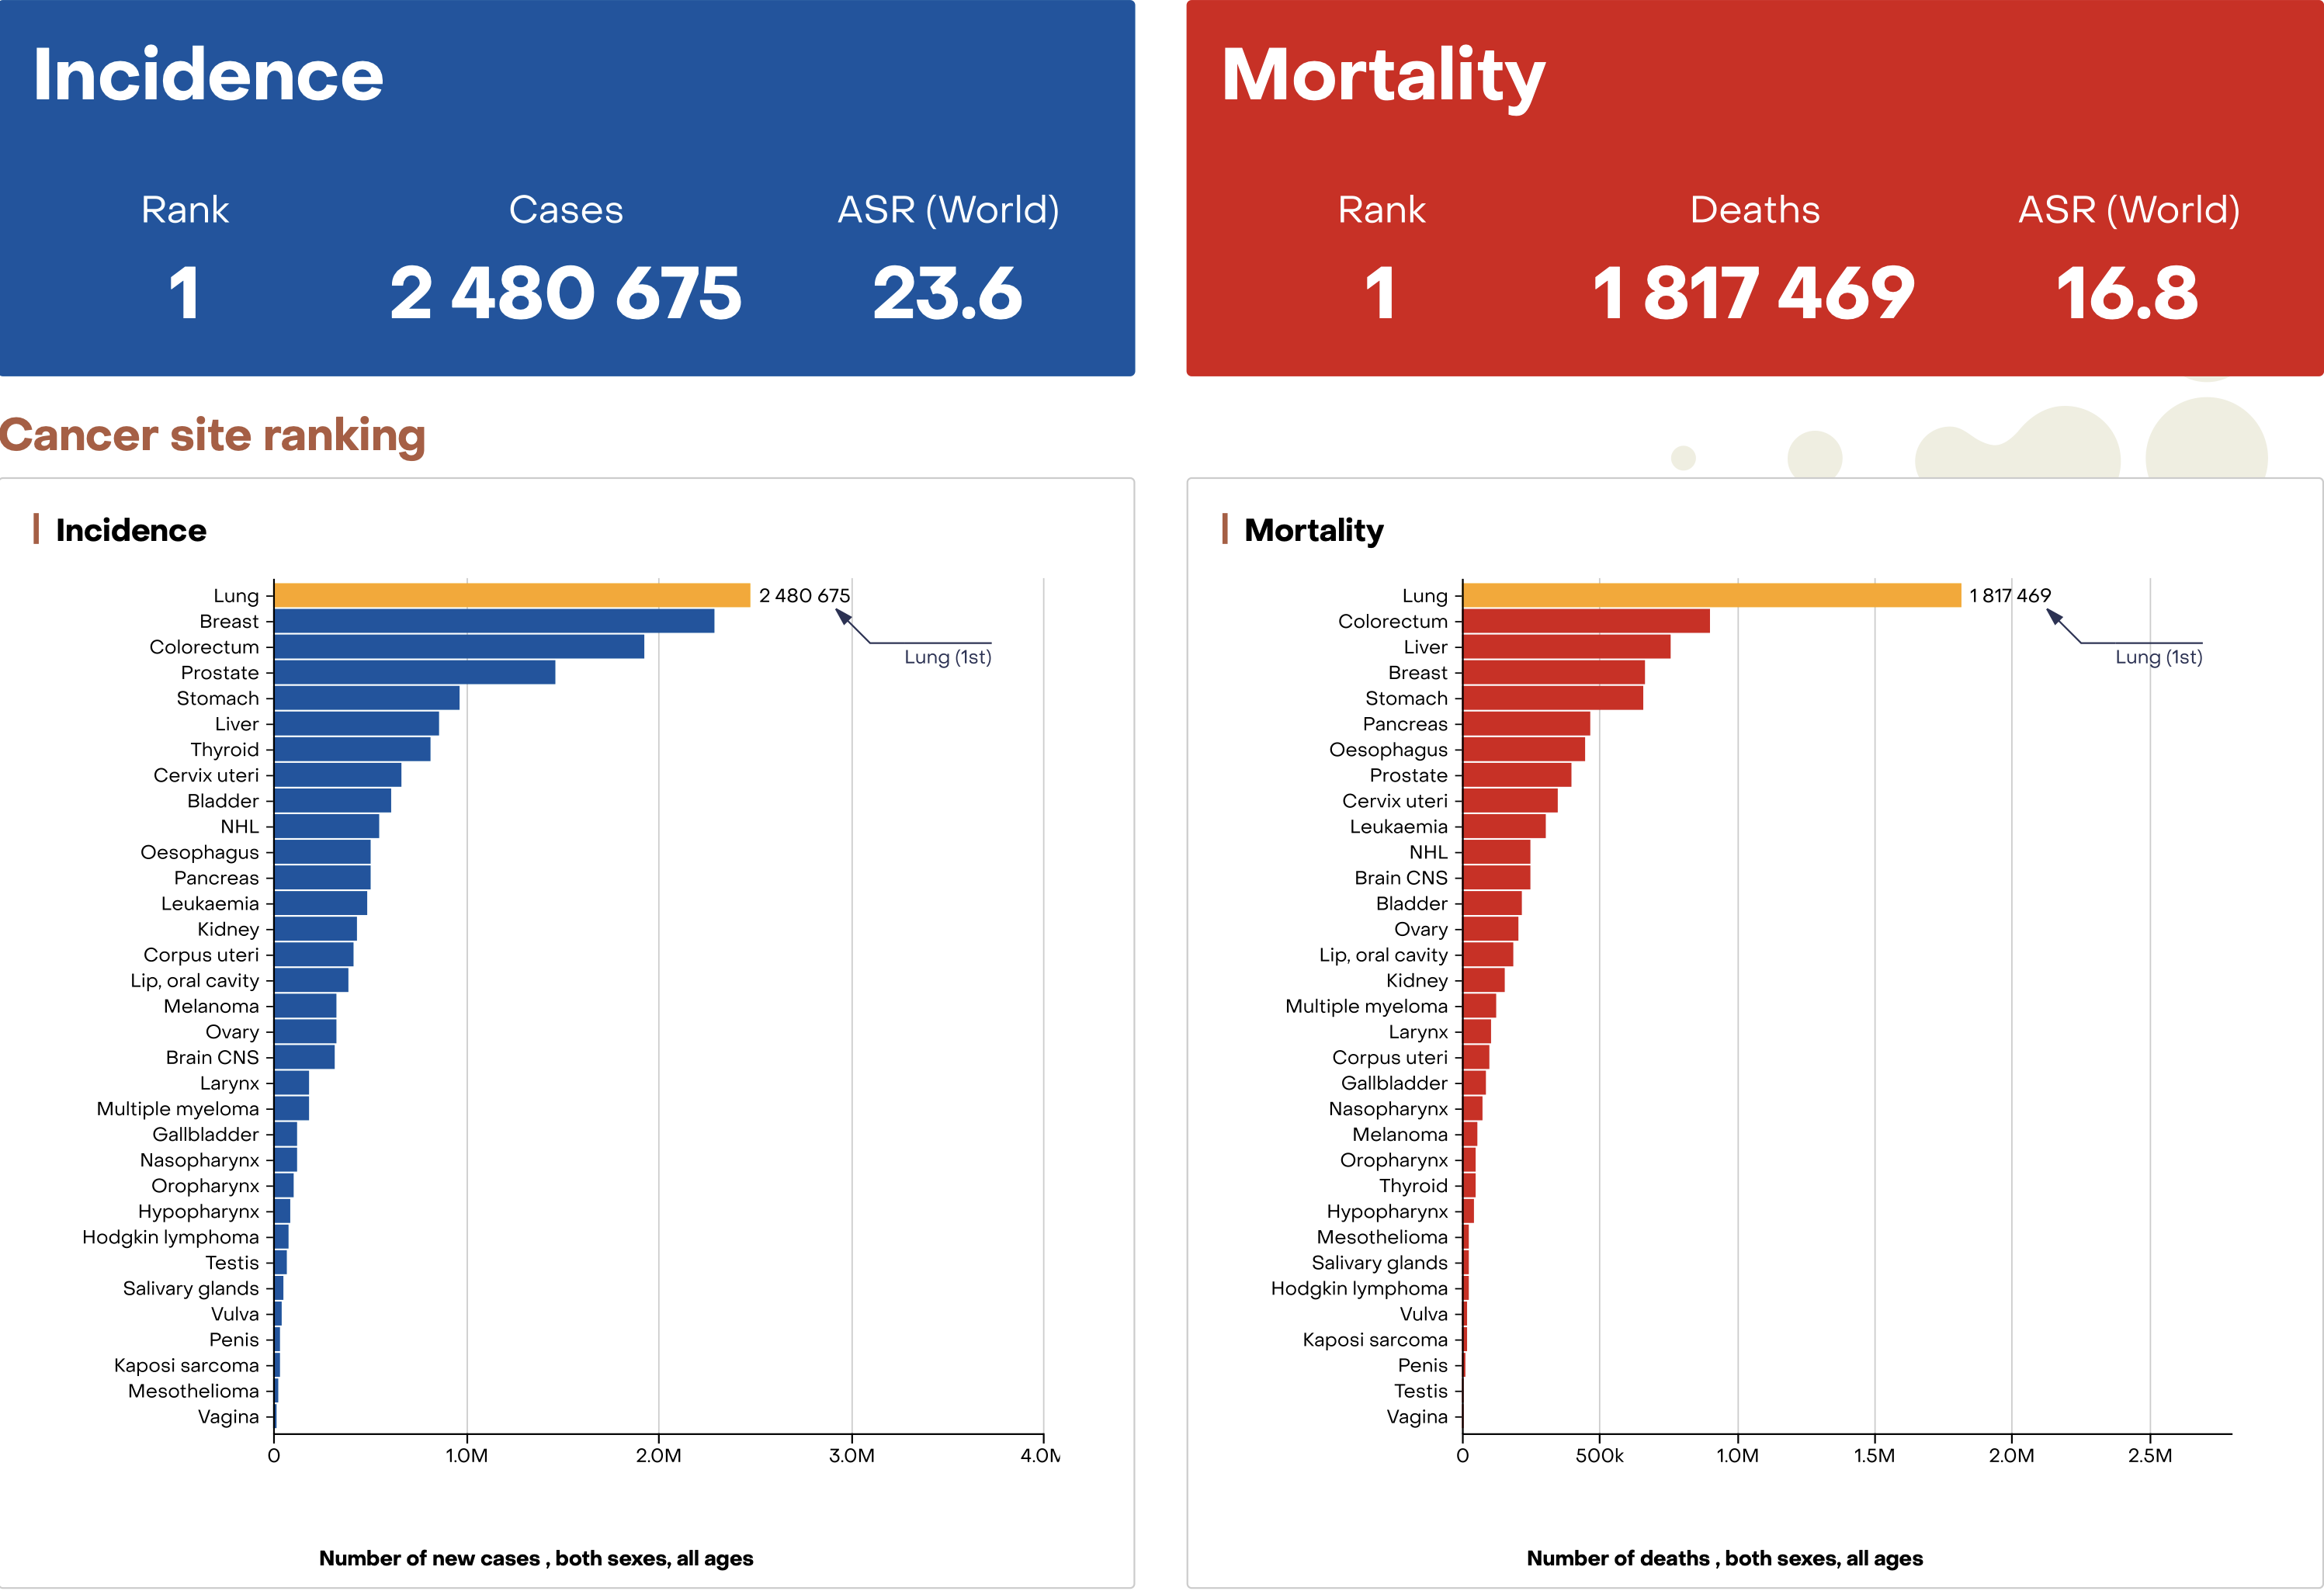 Incidence
Rank
Cases
ASR (World)
1
2 480 675
23.6
Mortality
Rank
Deaths
ASR (World)
1
1 817 469
16.8
Cancer site ranking
Incidence
Lung
2 480 675
Breast
Lung (1st)
Colorectum
Prostate
Stomach
Liver
Thyroid
Cervix uteri
Bladder
NHL
Oesophagus
Pancreas
Leukaemia
Kidney
Corpus uteri
Lip, oral cavity
Melanoma
Ovary
Brain CNS
Larynx
Multiple myeloma
Gallbladder
Nasopharynx
Oropharynx
Hypopharynx
Hodgkin lymphoma
Testis
Salivary glands
Vulva
Penis
Kaposi sarcoma
Mesothelioma
Vagina
0 1.0M 2.0M 3.0M 4.0M
Number of new cases , both sexes, all ages
Mortality
Lung
1 817 469
Colorectum
Lung (1st)
Liver
Breast
Stomach
Pancreas
Oesophagus
Prostate
Cervix uteri
Leukaemia
NHL
Brain CNS
Bladder
Ovary
Lip, oral cavity
Kidney
Multiple myeloma
Larynx
Corpus uteri
Gallbladder
Nasopharynx
Melanoma
Oropharynx
Thyroid
Hypopharynx
Mesothelioma
Salivary glands
Hodgkin lymphoma
Vulva
Kaposi sarcoma
Penis
Testis
Vagina
0 500k 1.0M 1.5M 2.0M 2.5M
Number of deaths , both sexes, all ages